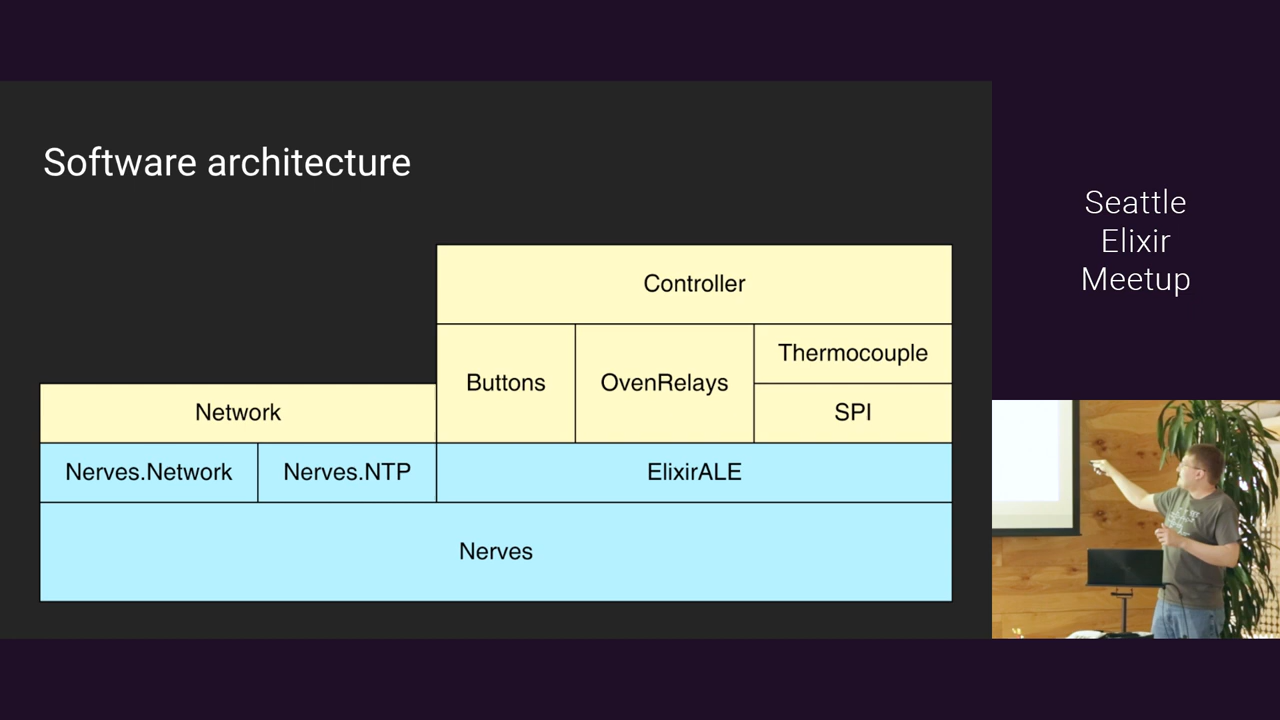 Software architecture
Controller
Buttons
OvenRelays
Thermocouple
SPI
Network
Nerves.Network
Nerves.NTP
ElixirALE
Nerves
Seattle
Elixir
Meetup